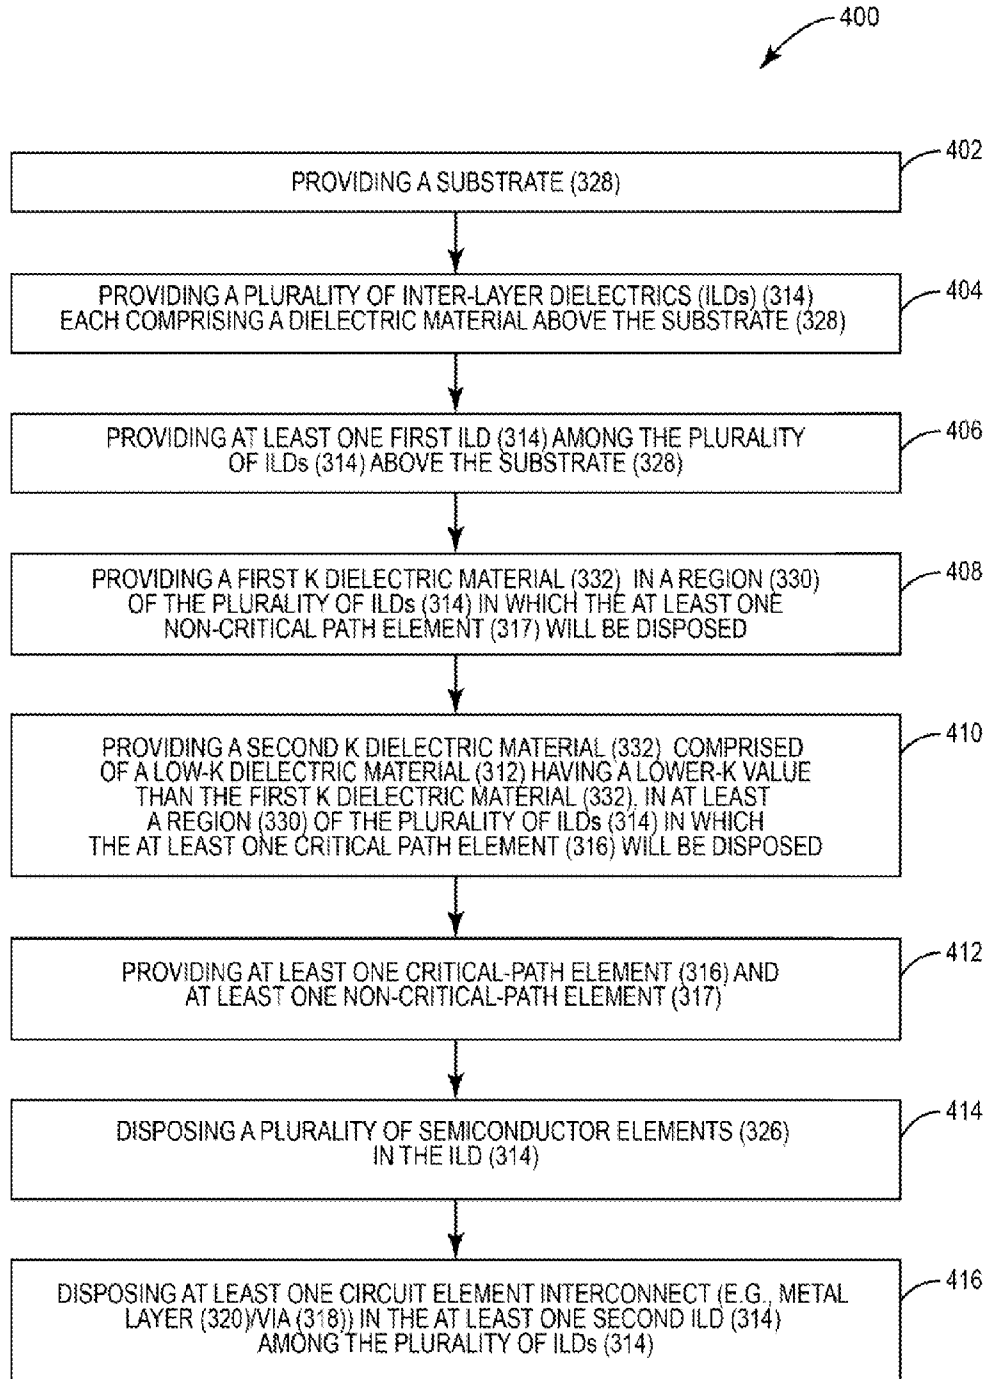 400
402
PROVIDING A SUBSTRATE (328)
404
PROVIDING A PLURALITY OF INTER-LAYER DIELECTRICS (ILDs) (314)
EACH COMPRISING A DIELECTRIC MATERIAL ABOVE THE SUBSTRATE (328)
406
PROVIDING AT LEAST ONE FIRST ILD (314) AMONG THE PLURALITY
OF ILDs (314) ABOVE THE SUBSTRATE (328)
408
PROVIDING A FIRST K DIELECTRIC MATERIAL (332) IN A REGION (330)
OF THE PLURALITY OF ILDs (314) IN WHICH THE AT LEAST ONE
NON-CRITICAL PATH ELEMENT (317) WILL BE DISPOSED
410
PROVIDING A SECOND K DIELECTRIC MATERIAL (332) COMPRISED
OF A LOW-K DIELECTRIC MATERIAL (312) HAVING A LOWER-K VALUE
THAN THE FIRST K DIELECTRIC MATERIAL (332), IN AT LEAST
A REGION (330) OF THE PLURALITY OF ILDs (314) IN WHICH
THE AT LEAST ONE CRITICAL PATH ELEMENT (316) WILL BE DISPOSED
412
PROVIDING AT LEAST ONE CRITICAL-PATH ELEMENT (316) AND
AT LEAST ONE NON-CRITICAL-PATH ELEMENT (317)
414
DISPOSING A PLURALITY OF SEMICONDUCTOR ELEMENTS (326)
IN THE ILD (314)
416
DISPOSING AT LEAST ONE CIRCUIT ELEMENT INTERCONNECT (E.G., METAL
LAYER (320)/VIA (318)) IN THE AT LEAST ONE SECOND ILD (314)
AMONG THE PLURALITY OF ILDs (314)